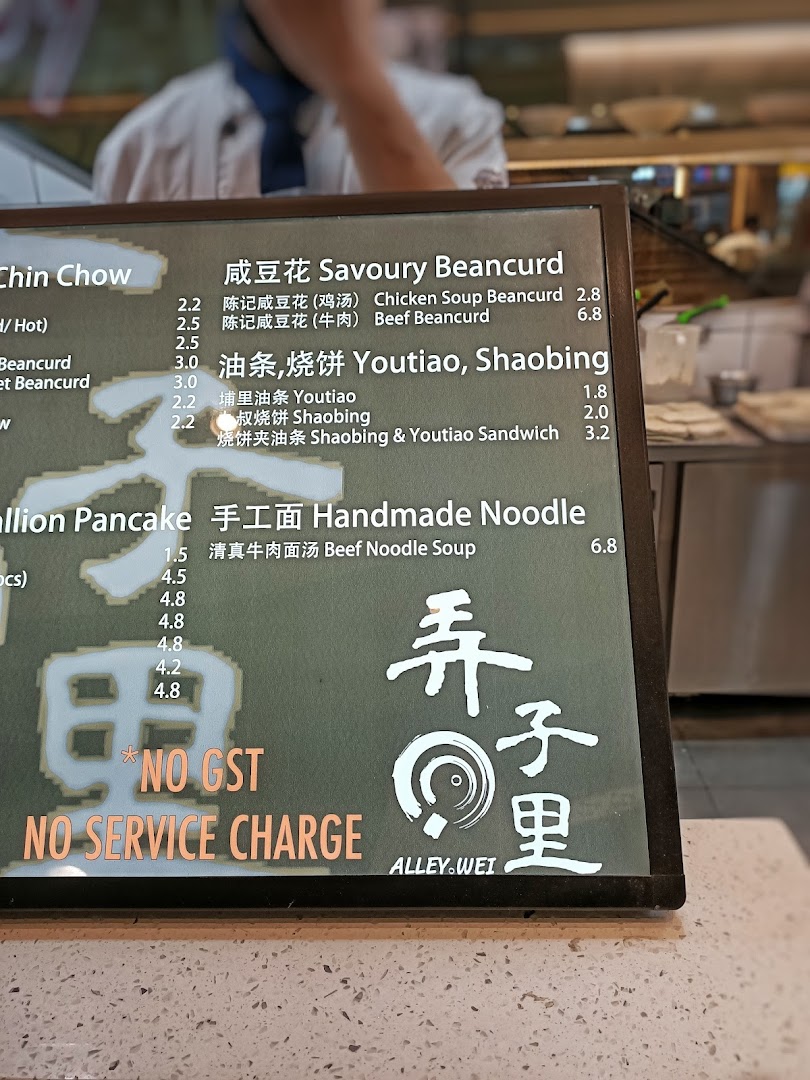 Chin Chow
2.2
d/ Hot) 2.5
2.5
Beancurd 3.0
et Beancurd 3.0
2.2
w 2.2
allion Pancake
1.5
ocs) 4.5
4.8
4.8
4.8
4.2
4.8
咸豆花 Savoury Beancurd
陈记咸豆花 (鸡汤) Chicken Soup Beancurd 2.8
陈记咸豆花 (牛肉) Beef Beancurd 6.8
油条,烧饼 Youtiao, Shaobing
埔里油条 Youtiao 1.8
叔烧饼 Shaobing 2.0
烧饼夹油条 Shaobing & Youtiao Sandwich 3.2
手工面 Handmade Noodle
清真牛肉面汤 Beef Noodle Soup 6.8
子里
*NO GST
NO SERVICE CHARGE
弄子里
ALLEY.WEI